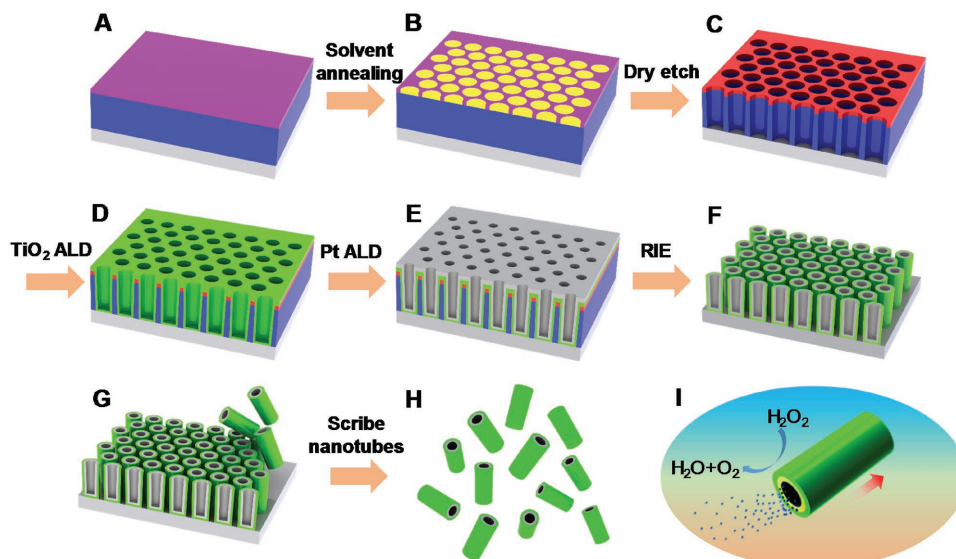 A
Solvent
annealing
B
Dry etch
C
TiO₂ ALD
D
Pt ALD
E
RIE
F
G
Scribe
nanotubes
H
I
H₂O₂
H₂O+O₂